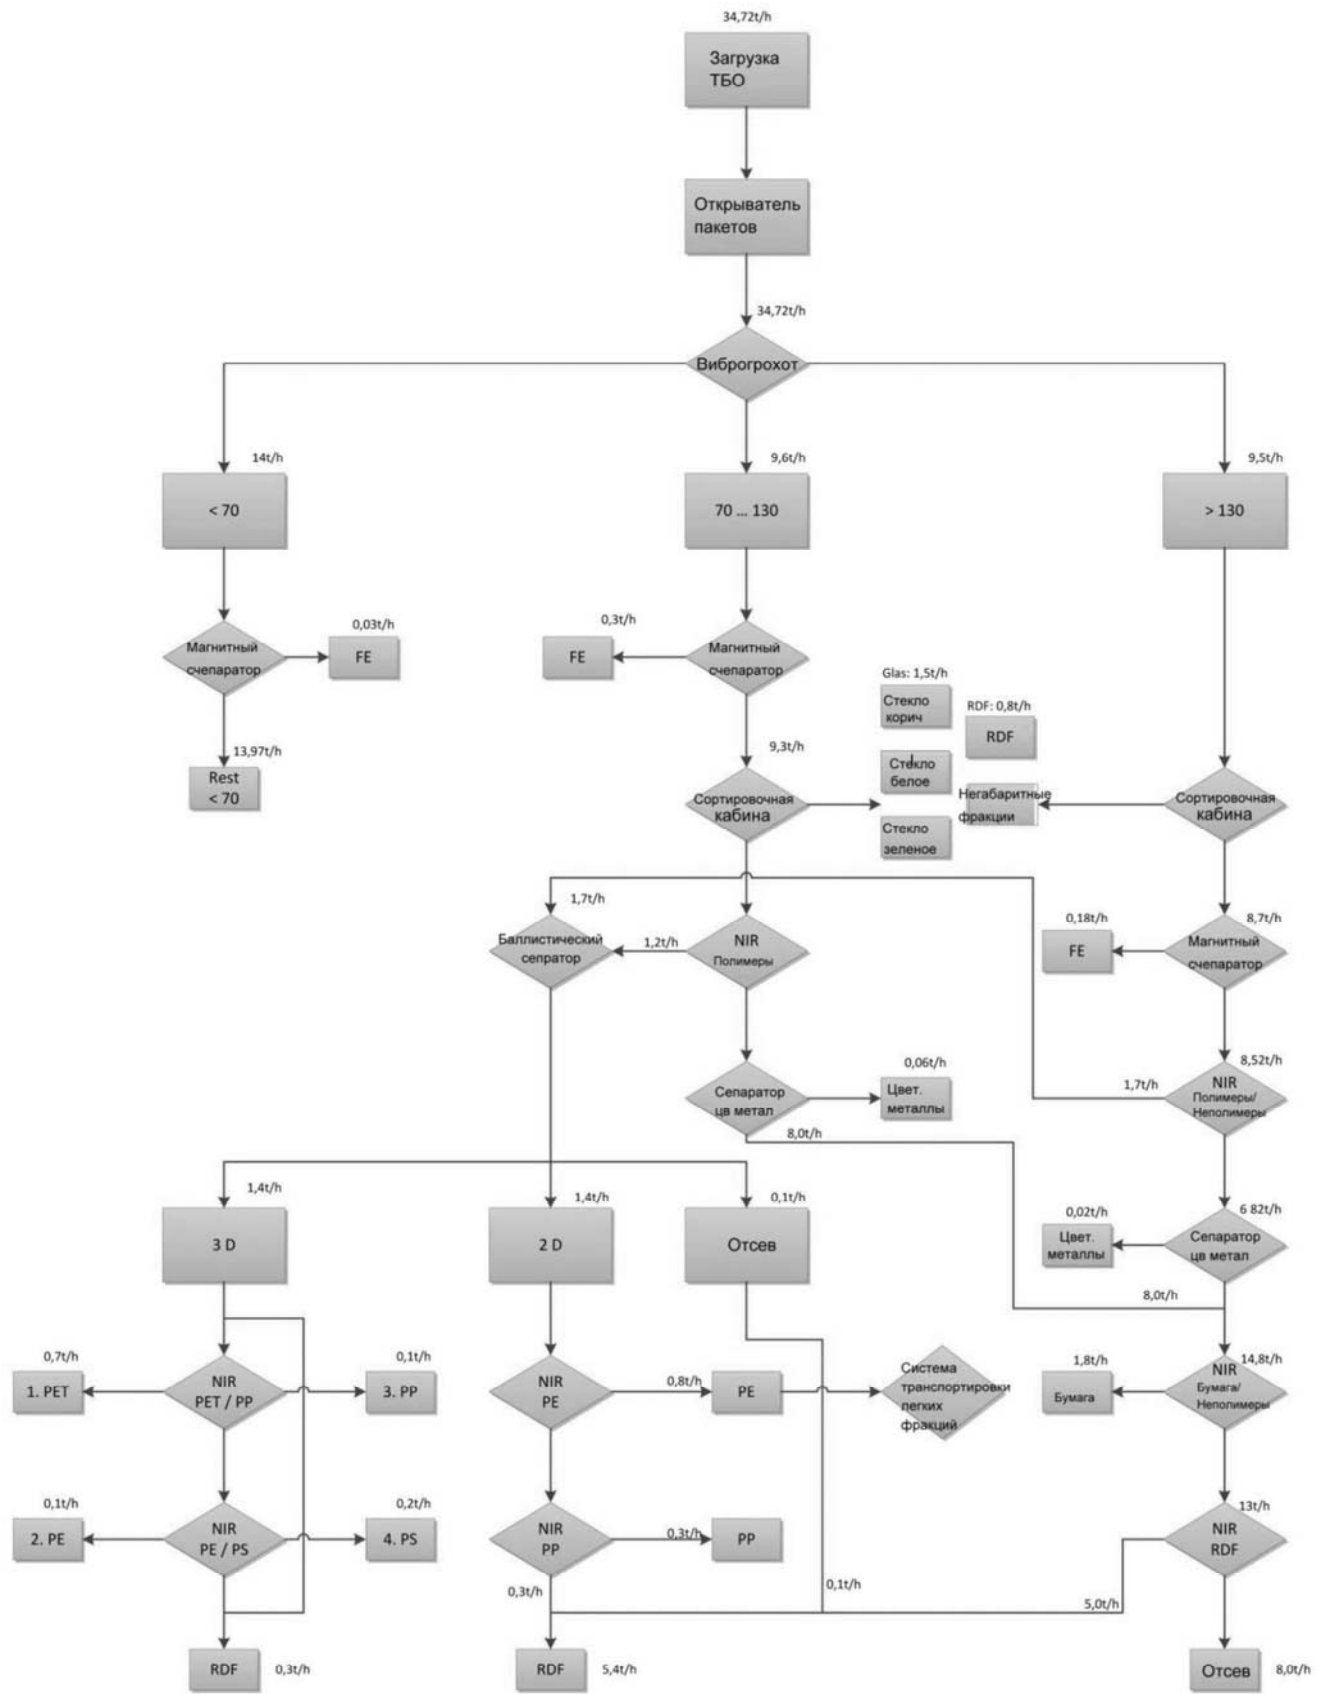 34,72t/h
Загрузка
ТБО
Открыватель
пакетов
34,72t/h
Виброгрохот
14t/h
9,6t/h
9,5t/h
< 70
70 ... 130
> 130
0,03t/h
0,3t/h
Магнитный
счепаратор
FE
FE
Магнитный
счепаратор
Glas: 1,5t/h
Стекло
корич
RDF: 0,8t/h
RDF
13,97t/h
Rest
< 70
9,3t/h
Стекло
белое
Сортировочная
кабина
Негабаритные
фракции
Сортировочная
кабина
Стекло
зеленое
1,7t/h
0,18t/h
8,7t/h
Баллистический
сепратор
1,2t/h
NIR
Полимеры
FE
Магнитный
счепаратор
0,06t/h
8,52t/h
Сепаратор
цв метал
Цвет.
металлы
1,7t/h
NIR
Полимеры/
Неполимеры
8,0t/h
1,4t/h
1,4t/h
0,1t/h
0,02t/h
6 82t/h
3 D
2 D
Отсев
Цвет.
металлы
Сепаратор
цв метал
8,0t/h
0,7t/h
0,1t/h
1,8t/h
14,8t/h
1. PET
NIR
PET / PP
3. PP
NIR
PE
0,8t/h
PE
Система
транспортировки
легких
фракций
Бумага
NIR
Бумага/
Неполимеры
0,1t/h
0,2t/h
13t/h
2. PE
NIR
PE / PS
4. PS
NIR
PP
0,3t/h
PP
NIR
RDF
0,3t/h
0,1t/h
5,0t/h
RDF
0,3t/h
RDF
5,4t/h
Отсев
8,0t/h